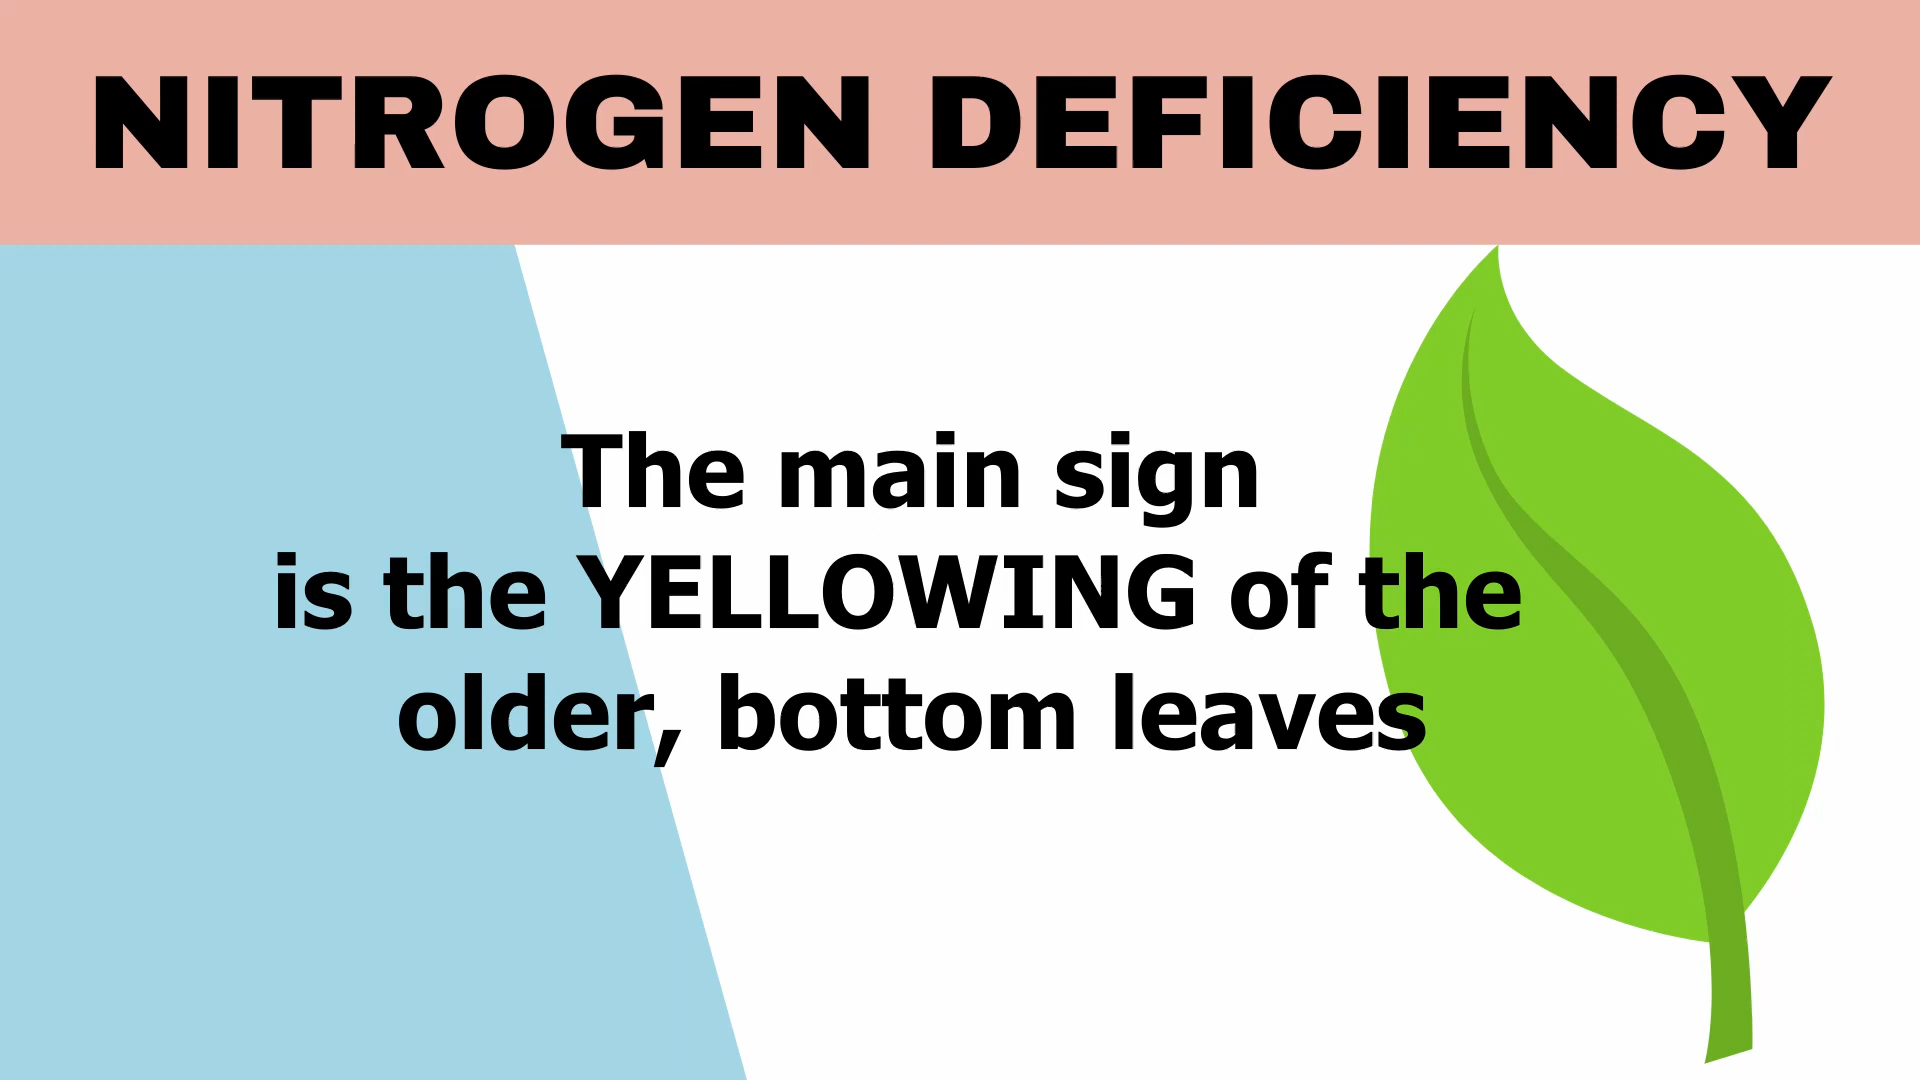 NITROGEN DEFICIENCY
The main sign
is the YELLOWING of the
older, bottom leaves